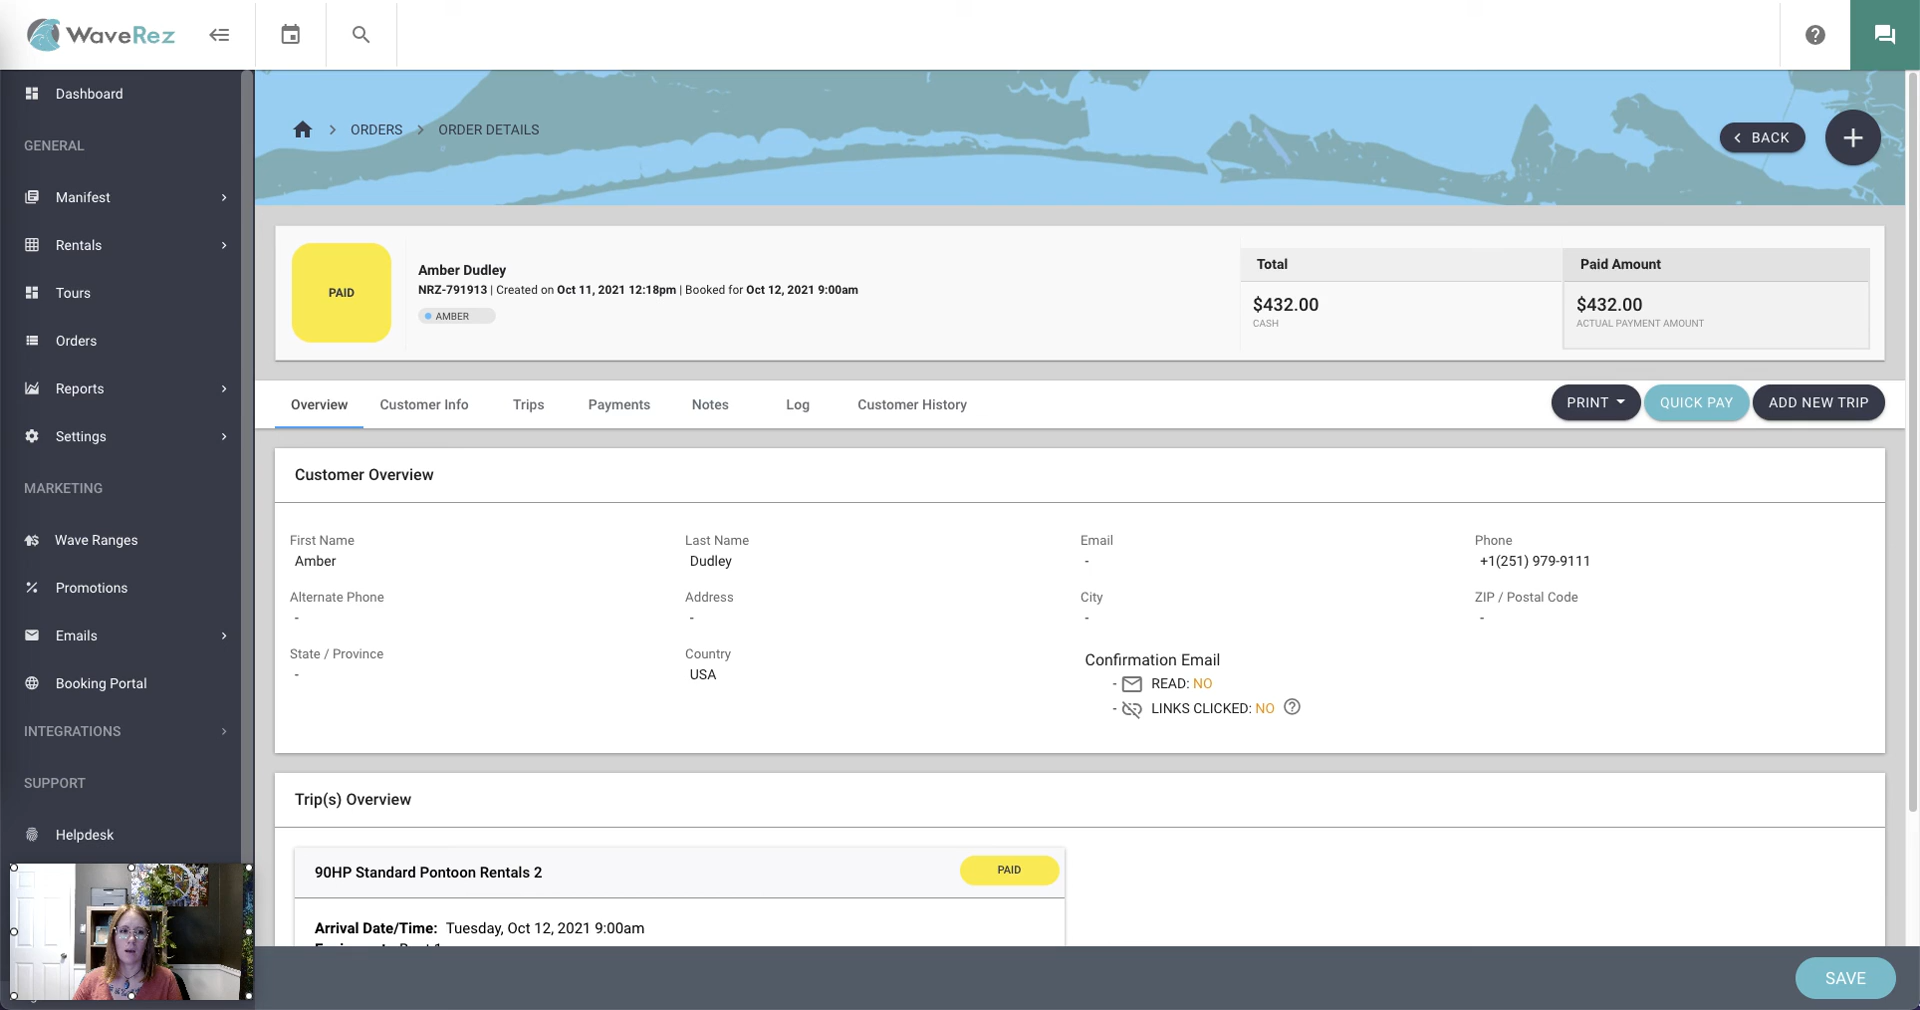 WaveRez
Dashboard
GENERAL
Manifest
Rentals
Tours
Orders
Reports
Settings
MARKETING
Wave Ranges
Promotions
Emails
Booking Portal
INTEGRATIONS
SUPPORT
Helpdesk
ORDERS
ORDER DETAILS
BACK
PAID
Amber Dudley
NRZ-791913 | Created on Oct 11, 2021 12:18pm | Booked for Oct 12, 2021 9:00am
AMBER
Total
$432.00
CASH
Paid Amount
$432.00
ACTUAL PAYMENT AMOUNT
Overview
Customer Info
Trips
Payments
Notes
Log
Customer History
PRINT
QUICK PAY
ADD NEW TRIP
Customer Overview
First Name
Amber
Last Name
Dudley
Email
-
Phone
+1(251) 979-9111
Alternate Phone
-
Address
-
City
-
ZIP / Postal Code
-
State / Province
-
Country
USA
Confirmation Email
- READ: NO
- LINKS CLICKED: NO
Trip(s) Overview
90HP Standard Pontoon Rentals 2
PAID
Arrival Date/Time: Tuesday, Oct 12, 2021 9:00am
SAVE